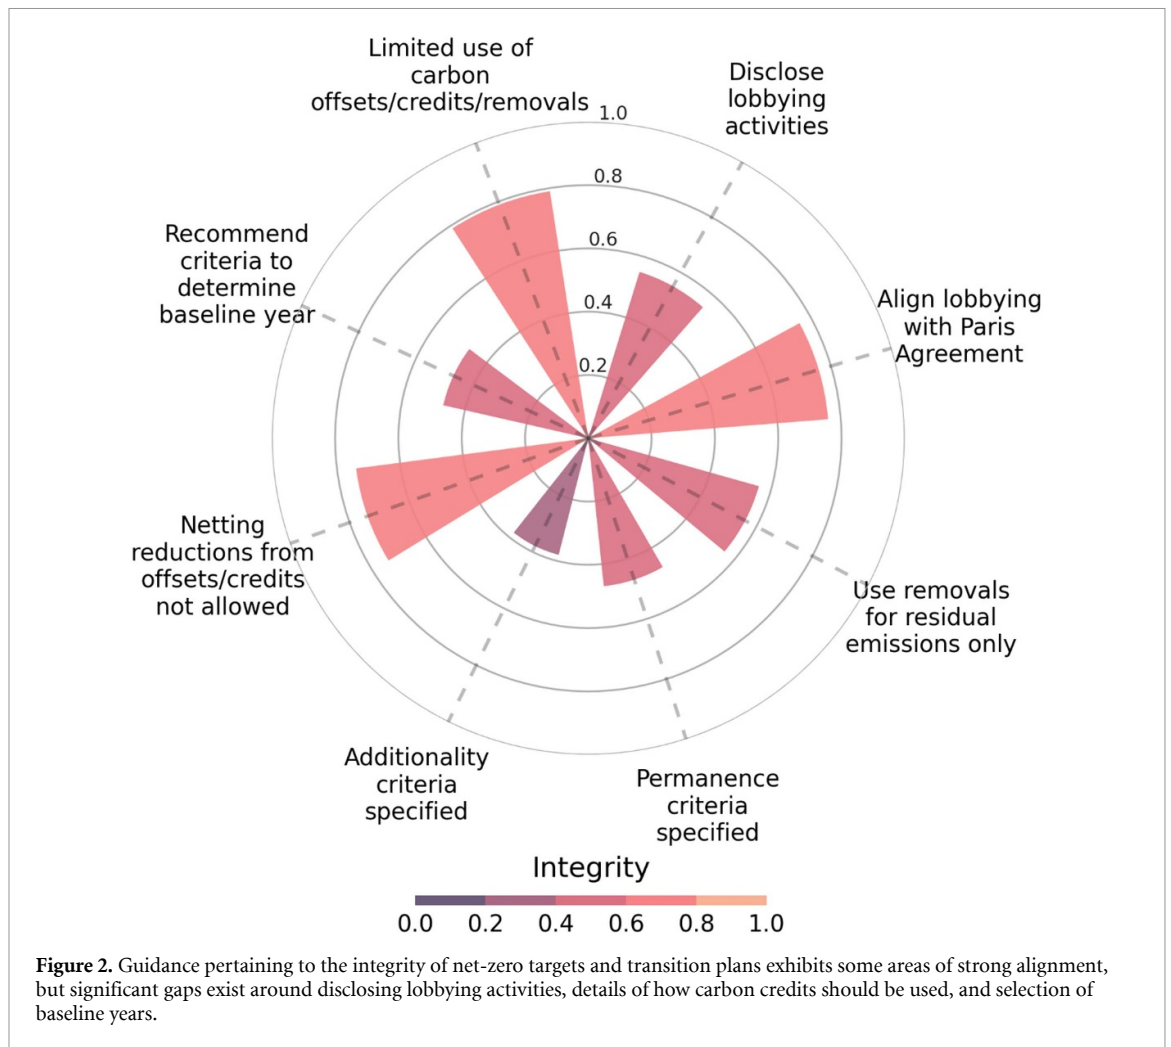 Limited use of
carbon
offsets/credits/removals
Disclose
lobbying
activities
1.0
0.8
0.6
0.4
0.2
Recommend
criteria to
determine
baseline year
Align lobbying
with Paris
Agreement
Netting
reductions from
offsets/credits
not allowed
Use removals
for residual
emissions only
Additionality
criteria
specified
Permanence
criteria
specified
Integrity
0.0 0.2 0.4 0.6 0.8 1.0
Figure 2. Guidance pertaining to the integrity of net-zero targets and transition plans exhibits some areas of strong alignment,
but significant gaps exist around disclosing lobbying activities, details of how carbon credits should be used, and selection of
baseline years.